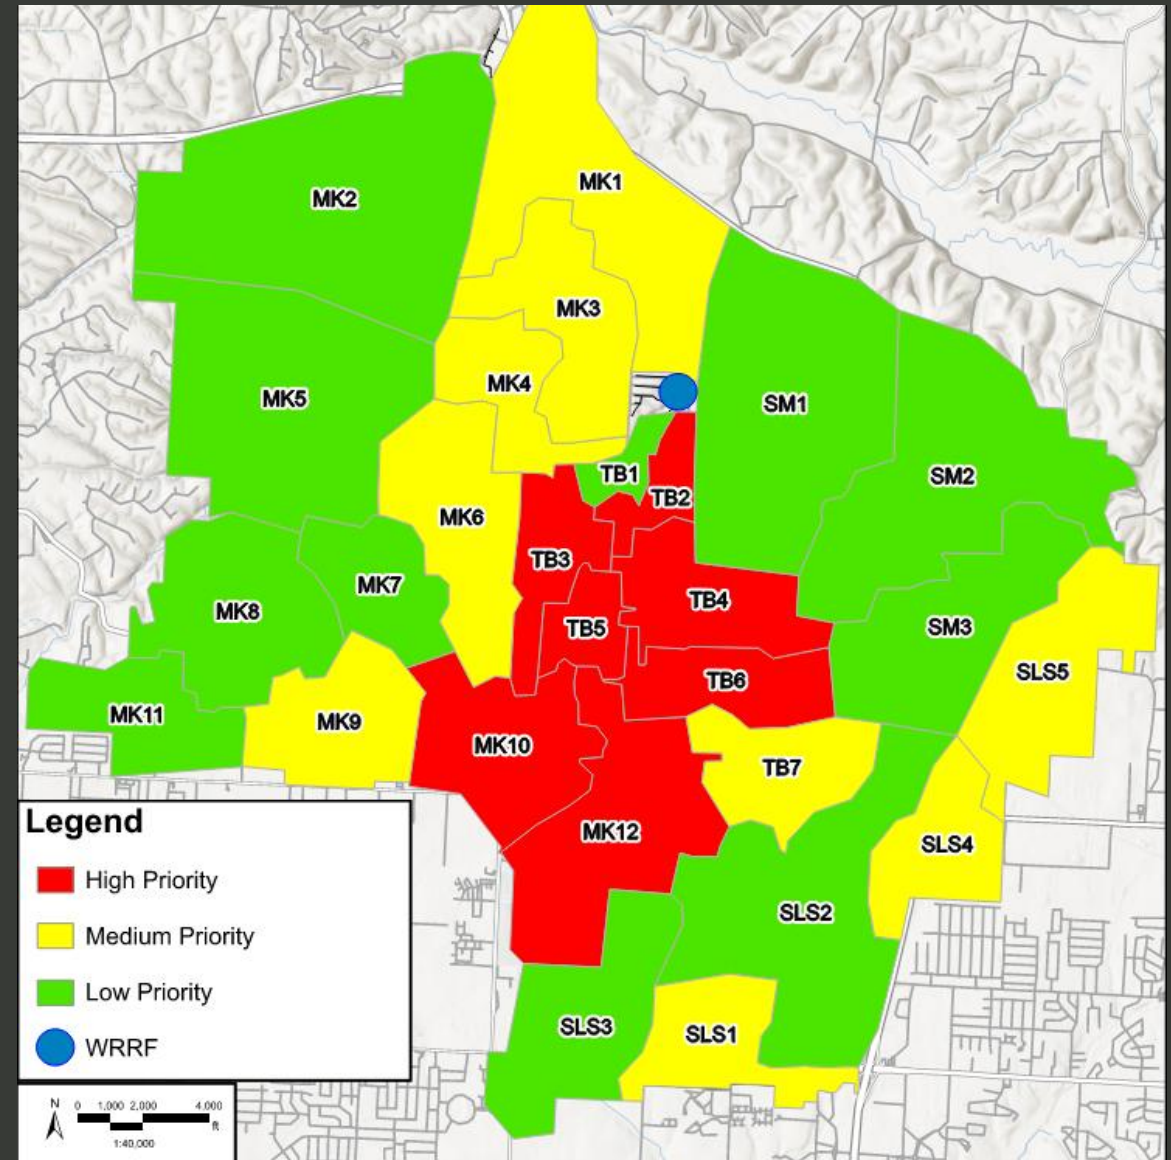 MK2
MK1
MK3
MK4
MK5
SM1
SM2
TB1
TB2
MK6
TB3
MK7
MK8
TB4
TB5
SM3
TB6
SLS5
MK11
MK9
MK10
TB7
MK12
SLS4
SLS2
SLS3
SLS1
Legend
High Priority
Medium Priority
Low Priority
WRRF
N
0 1,000 2,000 4,000
ft
1:40,000